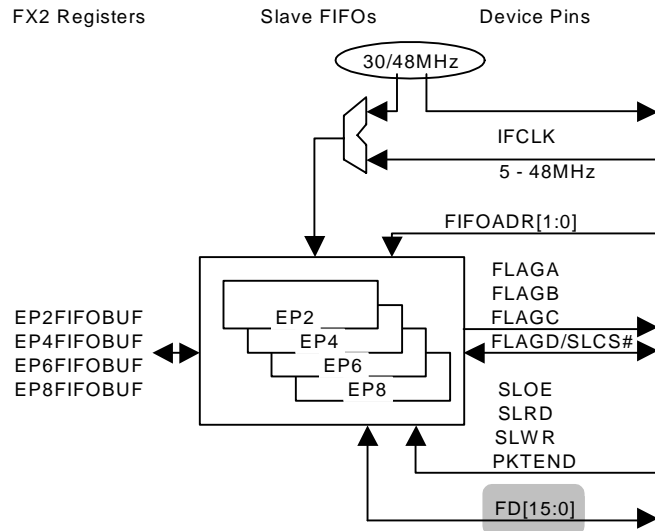 FX2 Registers Slave FIFOs Device Pins
30/48MHz
IFCLK
5 - 48MHz
FIFOADR[1:0]
FLAGA
FLAGB
FLAGC
FLAGD/SLCS#
EP2FIFOBUF
EP4FIFOBUF
EP6FIFOBUF
EP8FIFOBUF
EP2
EP4
EP6
EP8
SLOE
SLRD
SLWR
PKTEND
FD[15:0]